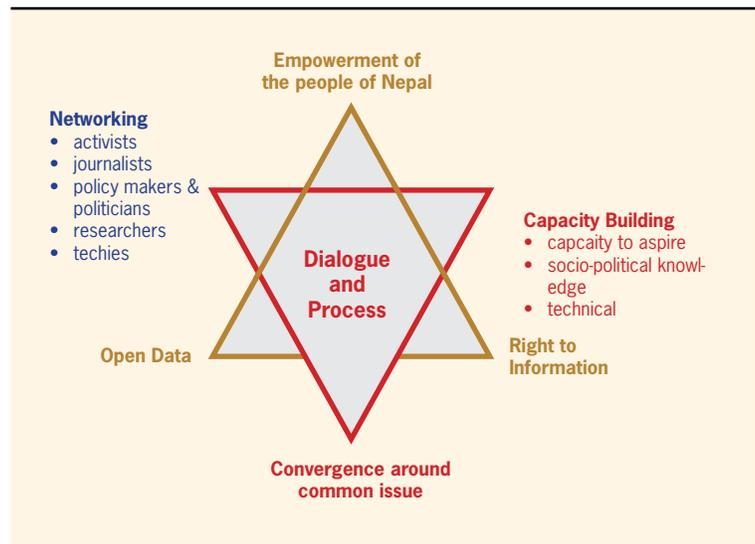 Empowerment of
the people of Nepal
Networking
• activists
• journalists
• policy makers &
politicians
• researchers
• techies
Capacity Building
• capcaity to aspire
• socio-political knowl-
edge
• technical
Dialogue
and
Process
Open Data
Right to
Information
Convergence around
common issue